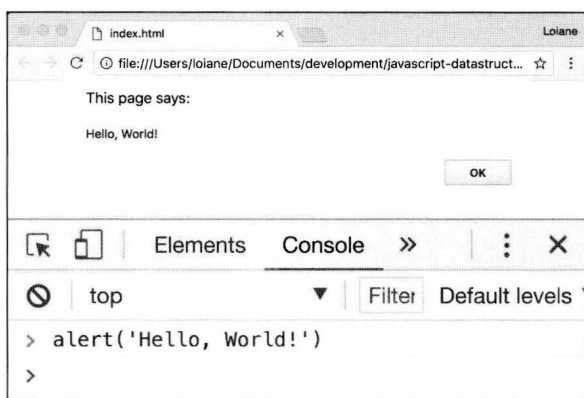 index.html × Loiane
file:///Users/loiane/Documents/development/javascript-datastruct...
This page says:
Hello, World!
OK
Elements Console »
top Filter Default levels
> alert('Hello, World!')
>